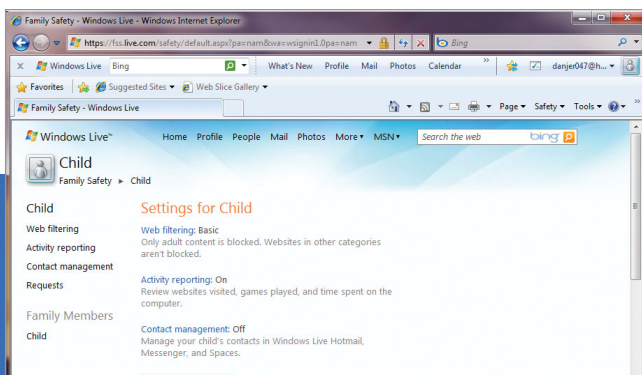 Family Safety - Windows Live - Windows Internet Explorer
https://fss.live.com/safety/default.aspx?pa=nam&wa=wsignin1.0pa=nam
Bing
Windows Live Bing What's New Profile Mail Photos Calendar » danjer047@h...
Favorites Suggested Sites Web Slice Gallery
Family Safety - Windows Live Page Safety Tools »
Windows Live™ Home Profile People Mail Photos More MSN Search the web bing
Child
Family Safety ► Child
Child
Web filtering
Activity reporting
Contact management
Requests
Family Members
Child
Settings for Child
Web filtering: Basic
Only adult content is blocked. Websites in other categories
aren't blocked.
Activity reporting: On
Review websites visited, games played, and time spent on the
computer.
Contact management: Off
Manage your child's contacts in Windows Live Hotmail,
Messenger, and Spaces.